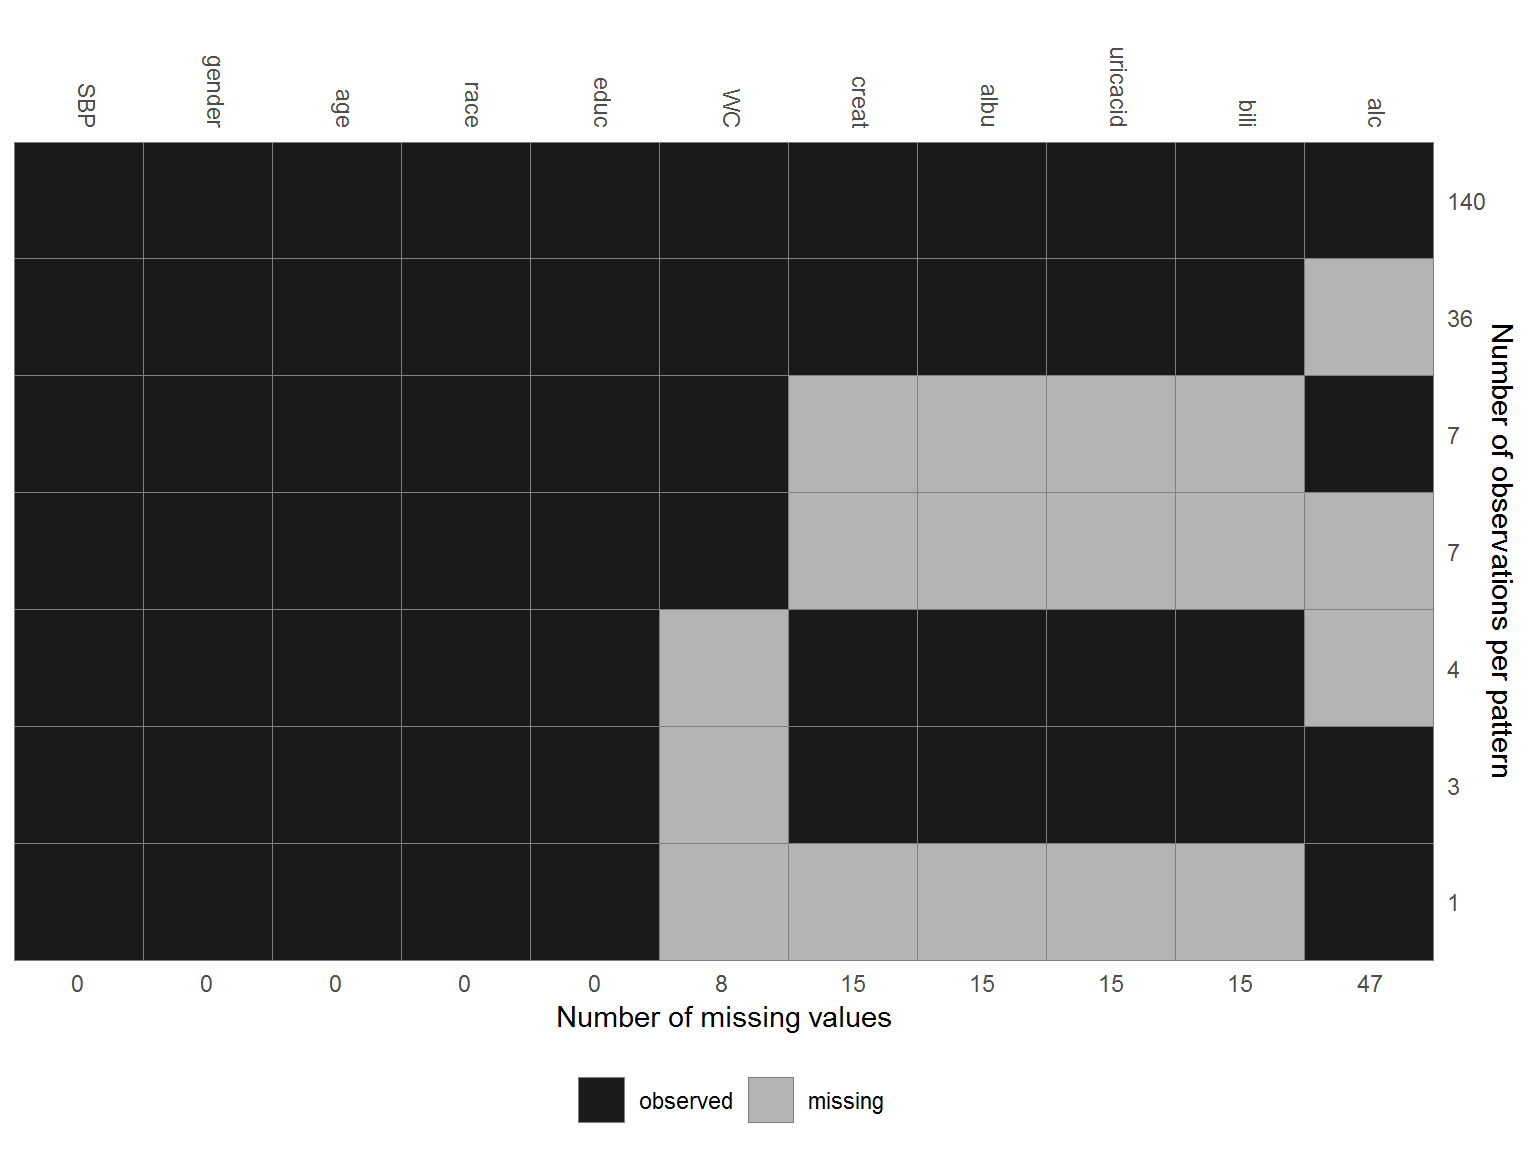 SBP
gender
age
race
educ
WC
creat
albu
uricacid
bili
alc
140
36
7
7
4
3
1
Number of observations per pattern
0
0
0
0
0
8
15
15
15
15
47
Number of missing values
observed
missing